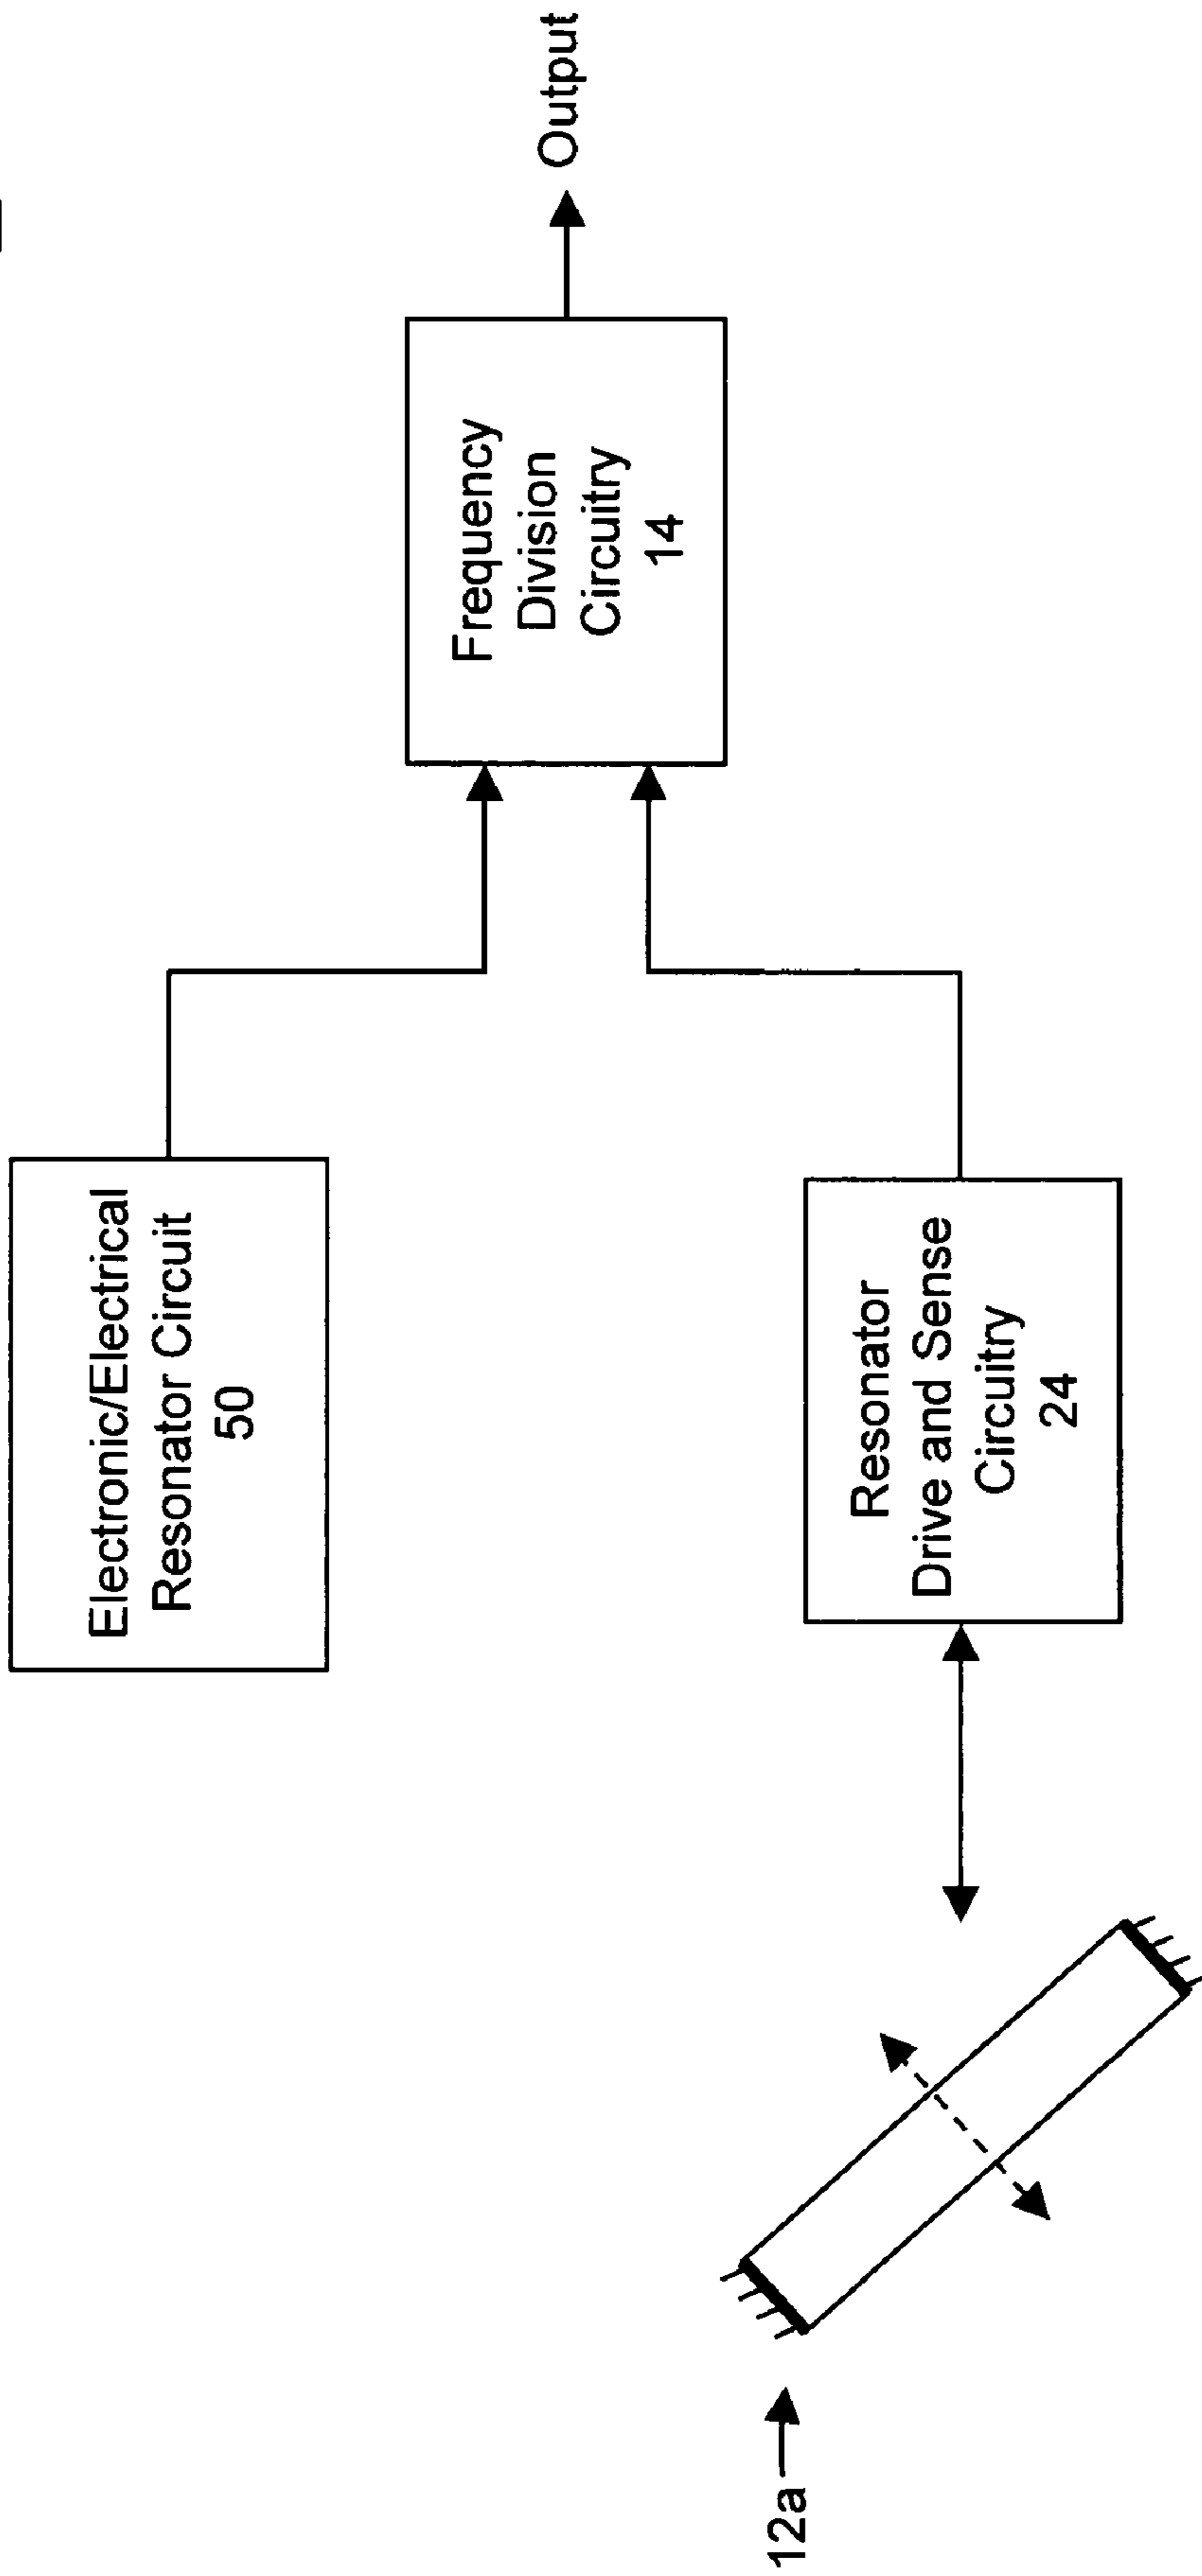 Electronic/Electrical
Resonator Circuit
50
Frequency
Division
Circuitry
14
Output
Resonator
Drive and Sense
Circuitry
24
12a